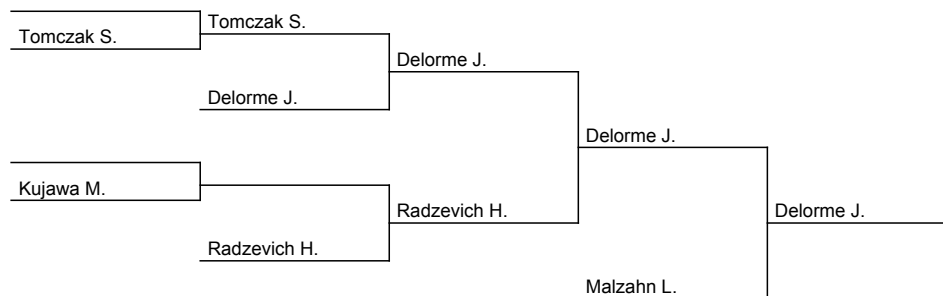 Tomczak S.
Tomczak S.
Delorme J.
Delorme J.
Delorme J.
Kujawa M.
Radzevich H.
Delorme J.
Radzevich H.
Malzahn L.